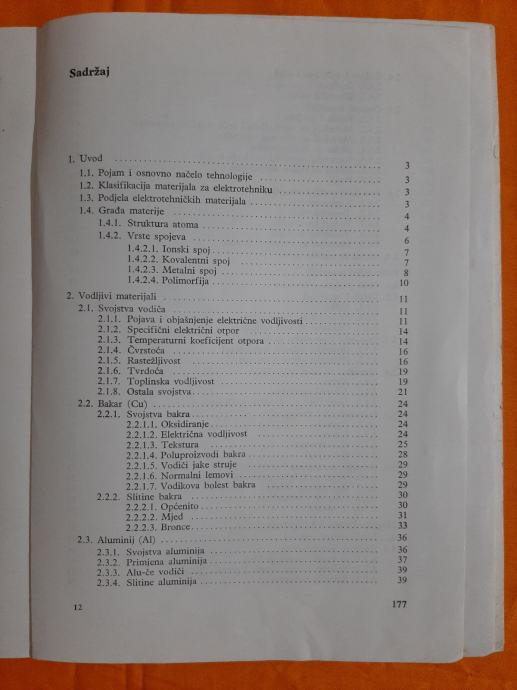 Sadržaj
1. Uvod 3
1.1. Pojam i osnovno načelo tehnologije 3
1.2. Klasifikacija materijala za elektrotehniku 3
1.3. Podjela elektrotehničkih materijala 3
1.4. Građa materije 4
1.4.1. Struktura atoma 4
1.4.2. Vrste spojeva 6
1.4.2.1. Ionski spoj 7
1.4.2.2. Kovalentni spoj 7
1.4.2.3. Metalni spoj 8
1.4.2.4. Polimorfija 10
2. Vodljivi materijali 11
2.1. Svojstva vodiča 11
2.1.1. Pojava i objašnjenje električne vodljivosti 11
2.1.2. Specifični električni otpor 14
2.1.3. Temperaturni koeficijent otpora 14
2.1.4. Čvrstoća 16
2.1.5. Rastežljivost 16
2.1.6. Tvrdoća 19
2.1.7. Toplinska vodljivost 19
2.1.8. Ostala svojstva 21
2.2. Bakar (Cu) 24
2.2.1. Svojstva bakra 24
2.2.1.1. Oksidiranje 24
2.2.1.2. Električna vodljivost 24
2.2.1.3. Tekstura 25
2.2.1.4. Poluproizvodi bakra 28
2.2.1.5. Vodiči jake struje 29
2.2.1.6. Normalni lemovi 29
2.2.1.7. Vodikova bolest bakra 29
2.2.2. Slitine bakra 30
2.2.2.1. Općenito 30
2.2.2.2. Mjed 31
2.2.2.3. Bronce 33
2.3. Aluminij (Al) 36
2.3.1. Svojstva aluminija 36
2.3.2. Primjena aluminija 37
2.3.3. Alu-če vodiči 39
2.3.4. Slitine aluminija 39
12 177